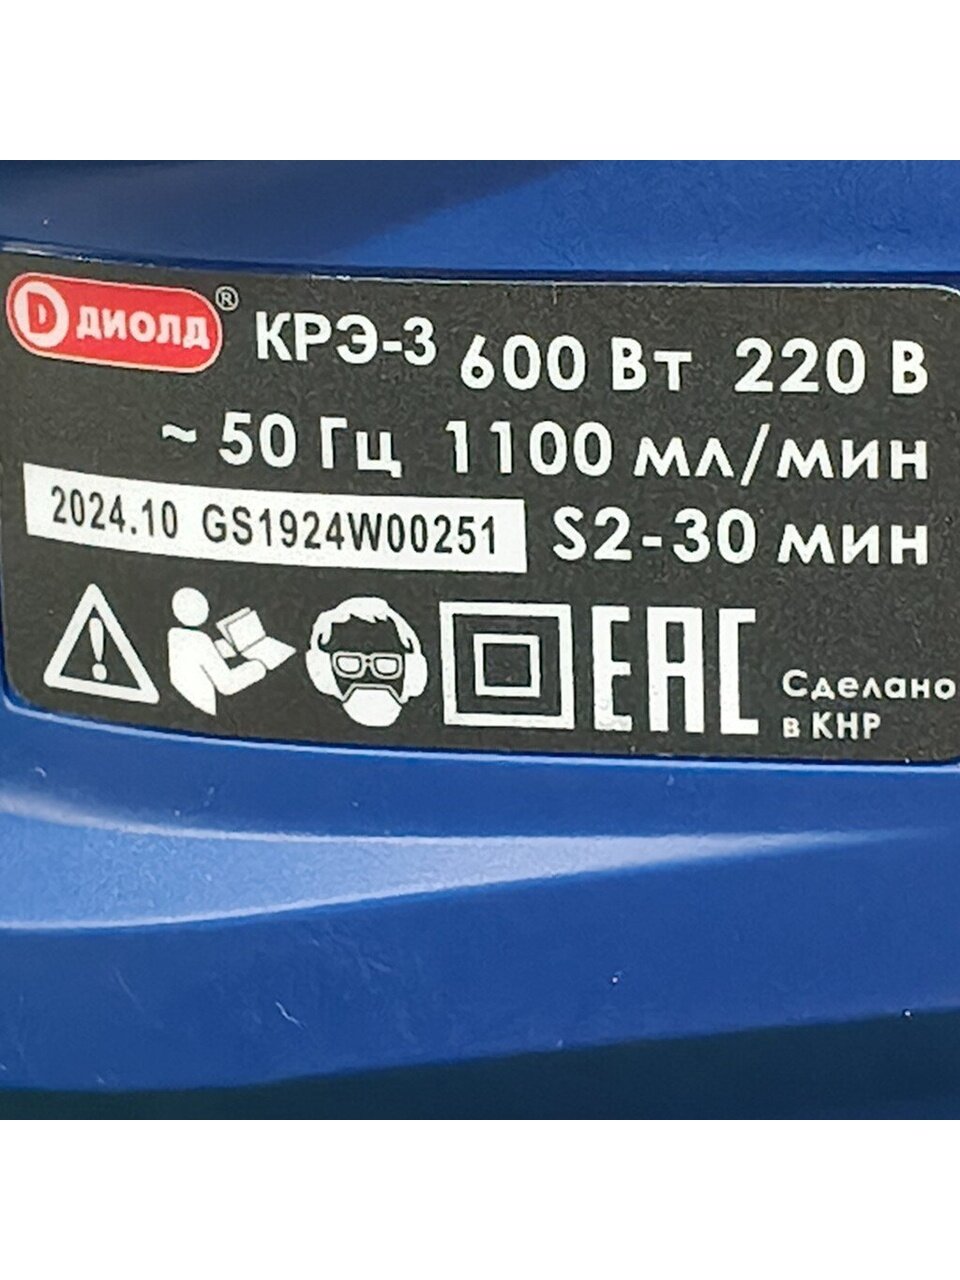 D ДИОЛД® КРЭ-3 600 Вт 220 В
~ 50 Гц 1100 мл/мин
2024.10 GS1924W00251 S2-30 мин
EAC Сделано
в КНР